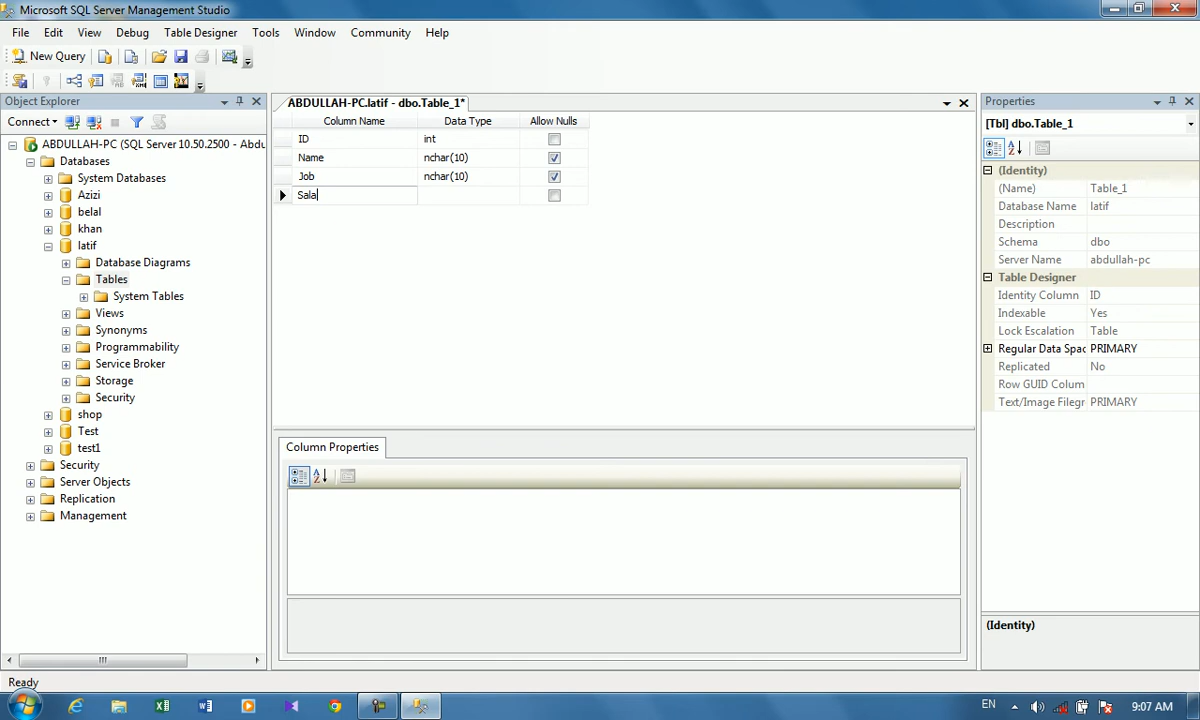 Microsoft SQL Server Management Studio
File Edit View Debug Table Designer Tools Window Community Help
New Query
Object Explorer
Connect
ABDULLAH-PC (SQL Server 10.50.2500 - Abdu
Databases
System Databases
Azizi
belal
khan
latif
Database Diagrams
Tables
System Tables
Views
Synonyms
Programmability
Service Broker
Storage
Security
shop
Test
test1
Security
Server Objects
Replication
Management
ABDULLAH-PC.latif - dbo.Table_1*
Column Name Data Type Allow Nulls
ID int
Name nchar(10)
Job nchar(10)
Sala
Column Properties
Properties
[Tbl] dbo.Table_1
(Identity)
(Name) Table_1
Database Name latif
Description
Schema dbo
Server Name abdullah-pc
Table Designer
Identity Column ID
Indexable Yes
Lock Escalation Table
Regular Data Spac PRIMARY
Replicated No
Row GUID Colum
Text/Image Filegr PRIMARY
(Identity)
Ready
EN 9:07 AM